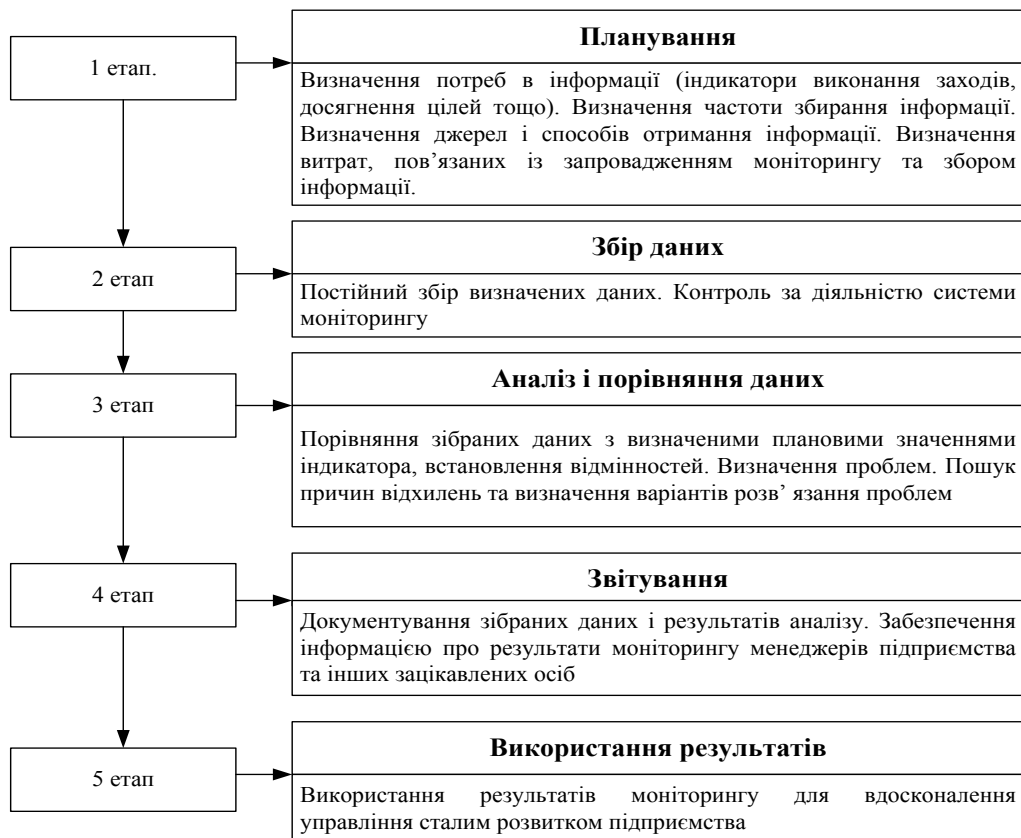 Планування
1 етап.
Визначення потреб в інформації (індикатори виконання заходів,
досягнення цілей тощо). Визначення частоти збирання інформації.
Визначення джерел і способів отримання інформації. Визначення
витрат, пов’язаних із запровадженням моніторингу та збором
інформації.
Збір даних
2 етап
Постійний збір визначених даних. Контроль за діяльністю системи
моніторингу
Аналіз і порівняння даних
3 етап
Порівняння зібраних даних з визначеними плановими значеннями
індикатора, встановлення відмінностей. Визначення проблем. Пошук
причин відхилень та визначення варіантів розв’ язання проблем
Звітування
4 етап
Документування зібраних даних і результатів аналізу. Забезпечення
інформацією про результати моніторингу менеджерів підприємства
та інших зацікавлених осіб
Використання результатів
5 етап
Використання результатів моніторингу для вдосконалення
управління сталим розвитком підприємства